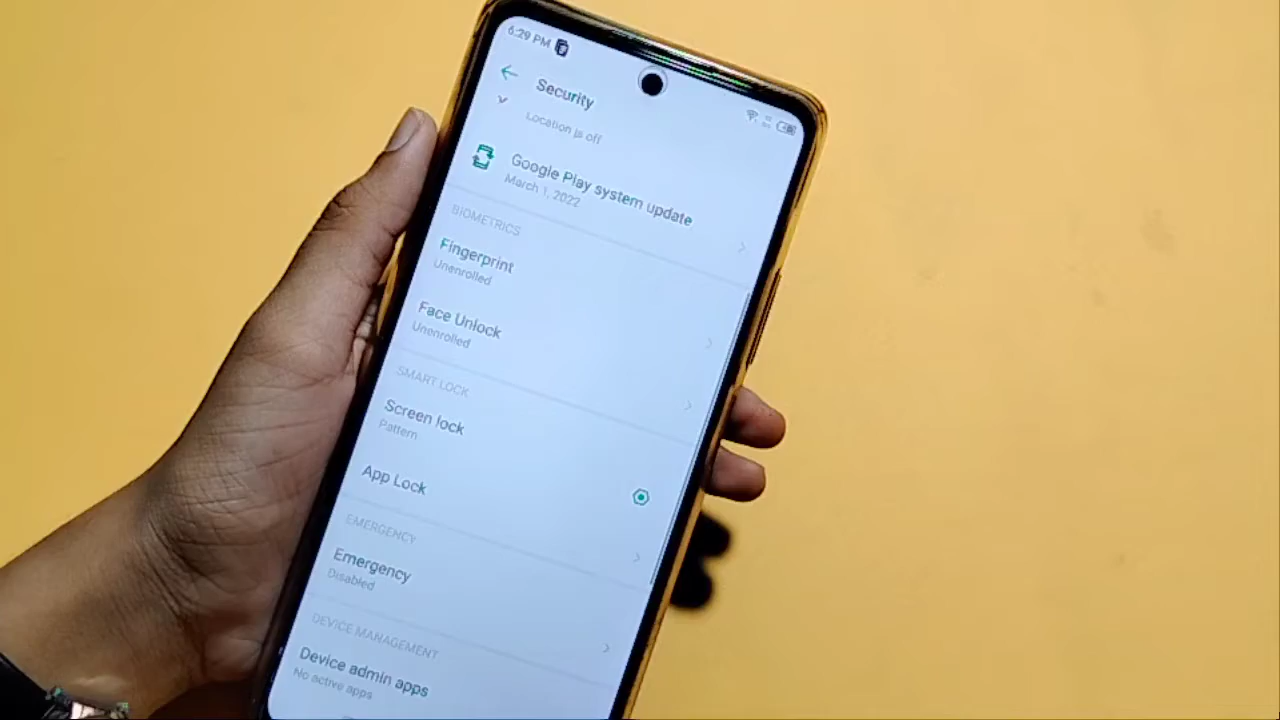 6:29 PM
Security
Location is off
Google Play system update
March 1, 2022
BIOMETRICS
Fingerprint
Unenrolled
Face Unlock
Unenrolled
SMART LOCK
Screen lock
Pattern
App Lock
EMERGENCY
Emergency
Disabled
DEVICE MANAGEMENT
Device admin apps
No active apps